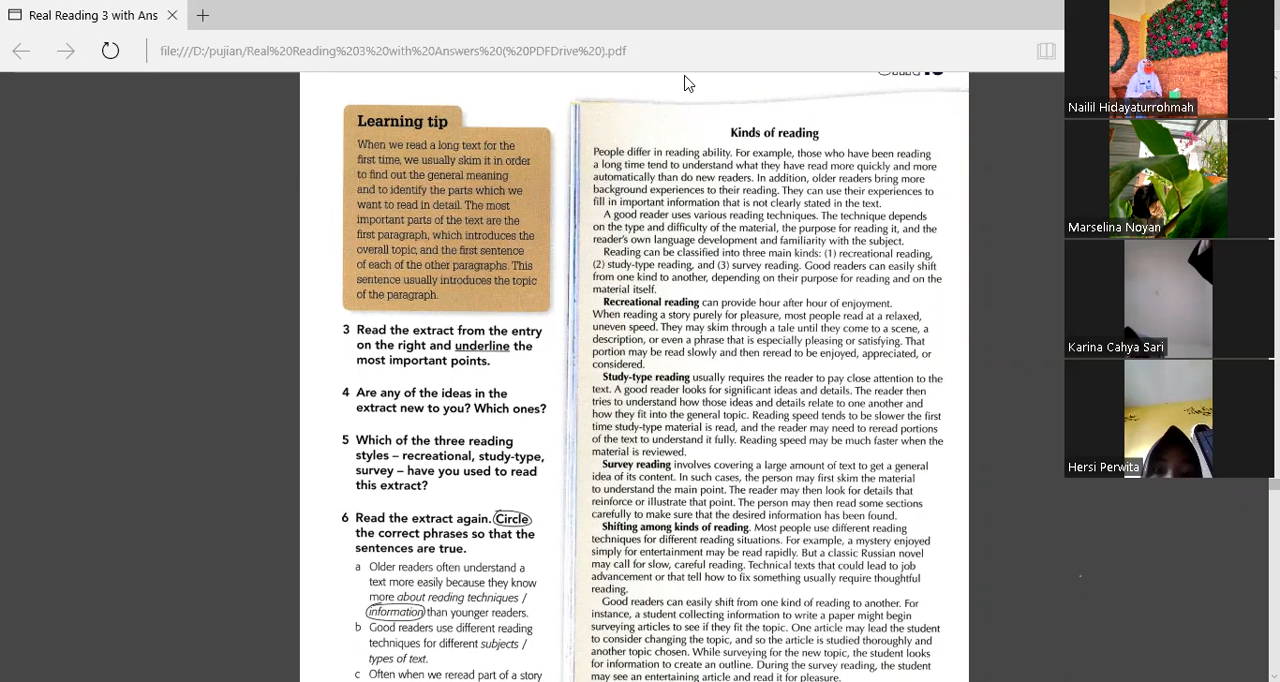 Real Reading 3 with Ans
file:///D:/pujian/Real%20Reading%203%20with%20Answers%20(%20PDFDrive%20).pdf
Learning tip
When we read a long text for the
first time, we usually skim it in order
to find out the general meaning
and to identify the parts which we
want to read in detail. The most
important parts of the text are the
first paragraph, which introduces the
overall topic, and the first sentence
of each of the other paragraphs. This
sentence usually introduces the topic
of the paragraph.
3 Read the extract from the entry
on the right and underline the
most important points.
4 Are any of the ideas in the
extract new to you? Which ones?
5 Which of the three reading
styles – recreational, study-type,
survey – have you used to read
this extract?
6 Read the extract again. Circle
the correct phrases so that the
sentences are true.
a Older readers often understand a
text more easily because they know
more about reading techniques /
information than younger readers.
b Good readers use different reading
techniques for different subjects /
types of text.
c Often when we reread part of a story
Kinds of reading
People differ in reading ability. For example, those who have been reading
a long time tend to understand what they have read more quickly and more
automatically than do new readers. In addition, older readers bring more
background experiences to their reading. They can use their experiences to
fill in important information that is not clearly stated in the text.
A good reader uses various reading techniques. The technique depends
on the type and difficulty of the material, the purpose for reading it, and the
reader's own language development and familiarity with the subject.
Reading can be classified into three main kinds: (1) recreational reading,
(2) study-type reading, and (3) survey reading. Good readers can easily shift
from one kind to another, depending on their purpose for reading and on the
material itself.
Recreational reading can provide hour after hour of enjoyment.
When reading a story purely for pleasure, most people read at a relaxed,
uneven speed. They may skim through a tale until they come to a scene, a
description, or even a phrase that is especially pleasing or satisfying. That
portion may be read slowly and then reread to be enjoyed, appreciated, or
considered.
Study-type reading usually requires the reader to pay close attention to the
text. A good reader looks for significant ideas and details. The reader then
tries to understand how those ideas and details relate to one another and
how they fit into the general topic. Reading speed tends to be slower the first
time study-type material is read, and the reader may need to reread portions
of the text to understand it fully. Reading speed may be much faster when the
material is reviewed.
Survey reading involves covering a large amount of text to get a general
idea of its content. In such cases, the person may first skim the material
to understand the main point. The reader may then look for details that
reinforce or illustrate that point. The person may then read some sections
carefully to make sure that the desired information has been found.
Shifting among kinds of reading. Most people use different reading
techniques for different reading situations. For example, a mystery enjoyed
simply for entertainment may be read rapidly. But a classic Russian novel
may call for slow, careful reading. Technical texts that could lead to job
advancement or that tell how to fix something usually require thoughtful
reading.
Good readers can easily shift from one kind of reading to another. For
instance, a student collecting information to write a paper might begin
surveying articles to see if they fit the topic. One article may lead the student
to consider changing the topic, and so the article is studied thoroughly and
another topic chosen. While surveying for the new topic, the student looks
for information to create an outline. During the survey reading, the student
may see an entertaining article and read it for pleasure.
Nailil Hidayaturrohmah
Marselina Noyan
Karina Cahya Sari
Hersi Perwita